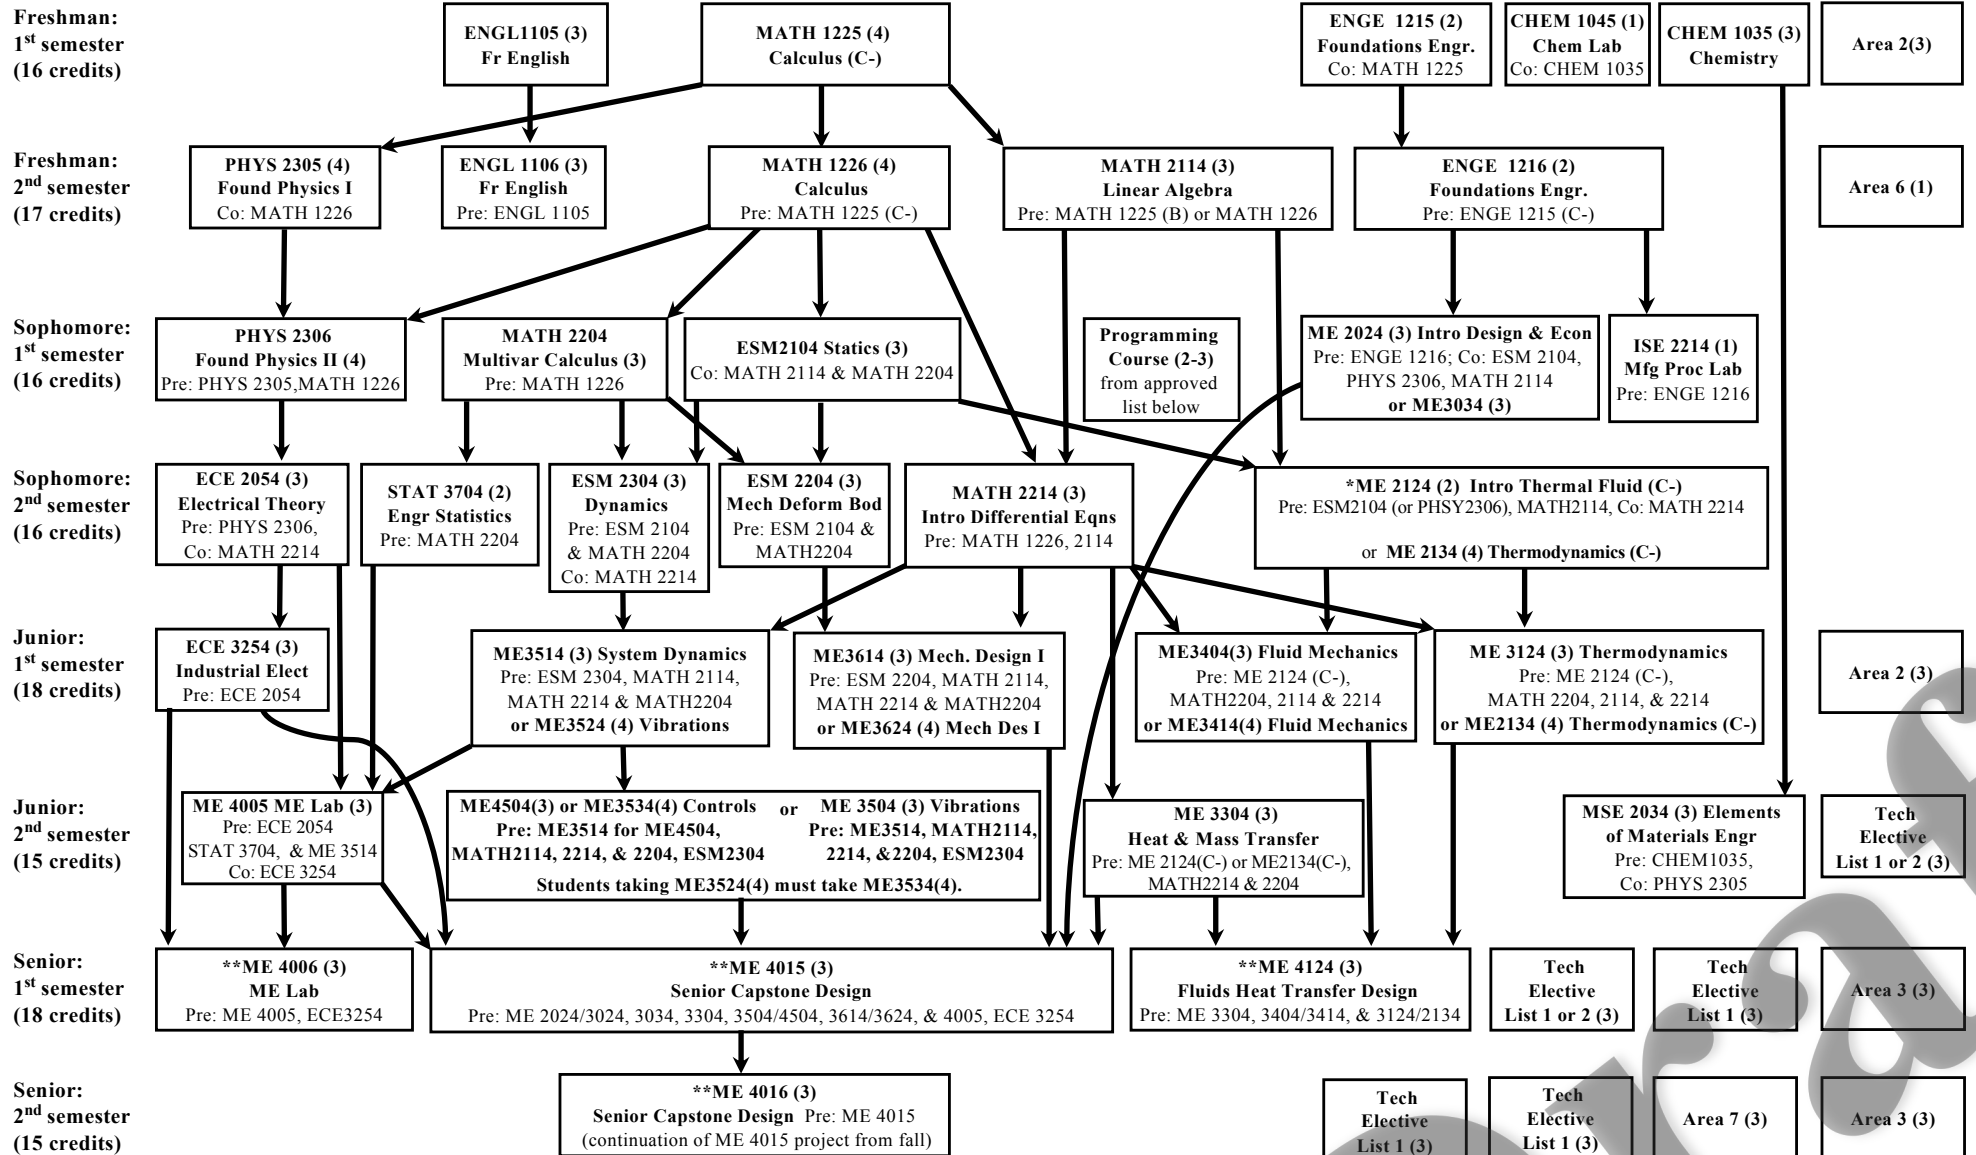 Freshman:
1st semester
(16 credits)
ENGL1105 (3)
Fr English
MATH 1225 (4)
Calculus (C-)
ENGE 1215 (2)
Foundations Engr.
Co: MATH 1225
CHEM 1045 (1)
Chem Lab
Co: CHEM 1035
CHEM 1035 (3)
Chemistry
Area 2(3)
Freshman:
2nd semester
(17 credits)
PHYS 2305 (4)
Found Physics I
Co: MATH 1226
ENGL 1106 (3)
Fr English
Pre: ENGL 1105
MATH 1226 (4)
Calculus
Pre: MATH 1225 (C-)
MATH 2114 (3)
Linear Algebra
Pre: MATH 1225 (B) or MATH 1226
ENGE 1216 (2)
Foundations Engr.
Pre: ENGE 1215 (C-)
Area 6 (1)
Sophomore:
1st semester
(16 credits)
PHYS 2306
Found Physics II (4)
Pre: PHYS 2305,MATH 1226
MATH 2204
Multivar Calculus (3)
Pre: MATH 1226
ESM2104 Statics (3)
Co: MATH 2114 & MATH 2204
Programming
Course (2-3)
from approved
list below
ME 2024 (3) Intro Design & Econ
Pre: ENGE 1216; Co: ESM 2104,
PHYS 2306, MATH 2114
or ME3034 (3)
ISE 2214 (1)
Mfg Proc Lab
Pre: ENGE 1216
Sophomore:
2nd semester
(16 credits)
ECE 2054 (3)
Electrical Theory
Pre: PHYS 2306,
Co: MATH 2214
STAT 3704 (2)
Engr Statistics
Pre: MATH 2204
ESM 2304 (3)
Dynamics
Pre: ESM 2104
& MATH 2204
Co: MATH 2214
ESM 2204 (3)
Mech Deform Bod
Pre: ESM 2104 &
MATH2204
MATH 2214 (3)
Intro Differential Eqns
Pre: MATH 1226, 2114
*ME 2124 (2) Intro Thermal Fluid (C-)
Pre: ESM2104 (or PHSY2306), MATH2114, Co: MATH 2214
or ME 2134 (4) Thermodynamics (C-)
Junior:
1st semester
(18 credits)
ECE 3254 (3)
Industrial Elect
Pre: ECE 2054
ME3514 (3) System Dynamics
Pre: ESM 2304, MATH 2114,
MATH 2214 & MATH2204
or ME3524 (4) Vibrations
ME3614 (3) Mech. Design I
Pre: ESM 2204, MATH 2114,
MATH 2214 & MATH2204
or ME3624 (4) Mech Des I
ME3404(3) Fluid Mechanics
Pre: ME 2124 (C-),
MATH2204, 2114 & 2214
or ME3414(4) Fluid Mechanics
ME 3124 (3) Thermodynamics
Pre: ME 2124 (C-),
MATH 2204, 2114, & 2214
or ME2134 (4) Thermodynamics (C-)
Area 2 (3)
Junior:
2nd semester
(15 credits)
ME 4005 ME Lab (3)
Pre: ECE 2054
STAT 3704, & ME 3514
Co: ECE 3254
ME4504(3) or ME3534(4) Controls or ME 3504 (3) Vibrations
Pre: ME3514 for ME4504, Pre: ME3514, MATH2114,
MATH2114, 2214, & 2204, ESM2304 2214, &2204, ESM2304
Students taking ME3524(4) must take ME3534(4).
ME 3304 (3)
Heat & Mass Transfer
Pre: ME 2124(C-) or ME2134(C-),
MATH2214 & 2204
MSE 2034 (3) Elements
of Materials Engr
Pre: CHEM1035,
Co: PHYS 2305
Tech
Elective
List 1 or 2 (3)
Senior:
1st semester
(18 credits)
**ME 4006 (3)
ME Lab
Pre: ME 4005, ECE3254
**ME 4015 (3)
Senior Capstone Design
Pre: ME 2024/3024, 3034, 3304, 3504/4504, 3614/3624, & 4005, ECE 3254
**ME 4124 (3)
Fluids Heat Transfer Design
Pre: ME 3304, 3404/3414, & 3124/2134
Tech
Elective
List 1 or 2 (3)
Tech
Elective
List 1 (3)
Area 3 (3)
Senior:
2nd semester
(15 credits)
**ME 4016 (3)
Senior Capstone Design Pre: ME 4015
(continuation of ME 4015 project from fall)
Tech
Elective
List 1 (3)
Tech
Elective
List 1 (3)
Area 7 (3)
Area 3 (3)
raf